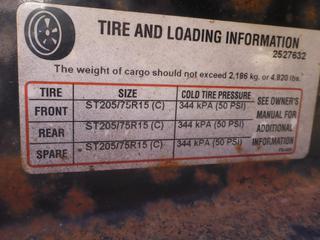 TIRE AND LOADING INFORMATION
2527632
The weight of cargo should not exceed 2,186 kg. or 4,820 lbs.
TIRE SIZE COLD TIRE PRESSURE
FRONT ST205/75R15 (C) 344 kPA (50 PSI)
REAR ST205/75R15 (C) 344 kPA (50 PSI)
SPARE ST205/75R15 (C) 344 kPA (50 PSI)
SEE OWNER'S
MANUAL FOR
ADDITIONAL
INFORMATION